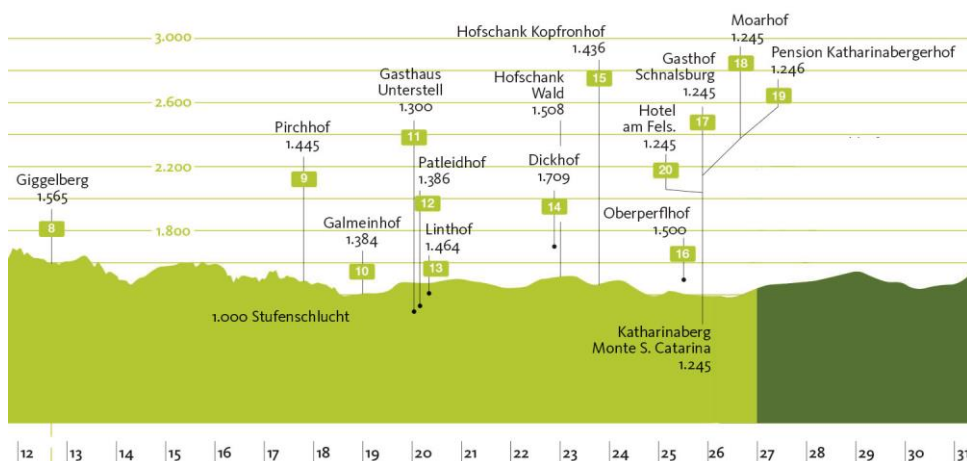 3.000
2.600
2.200
1.800
Giggelberg
1.565
8
Pirchhof
1.445
9
Galmeinhof
1.384
10
1.000 Stufenschlucht
Gasthaus
Unterstell
1.300
11
Patleidhof
1.386
12
Linthof
1.464
13
Hofschank
Wald
1.508
Dickhof
1.709
14
Hofschank Kopfronhof
1.436
15
Oberperflhof
1.500
16
Hotel
am Fels.
1.245
20
Gasthof
Schnalsburg
1.245
17
Moarhof
1.245
18
Pension Katharinabergerhof
1.246
19
Katharinaberg
Monte S. Catarina
1.245
12 13 14 15 16 17 18 19 20 21 22 23 24 25 26 27 28 29 30 31